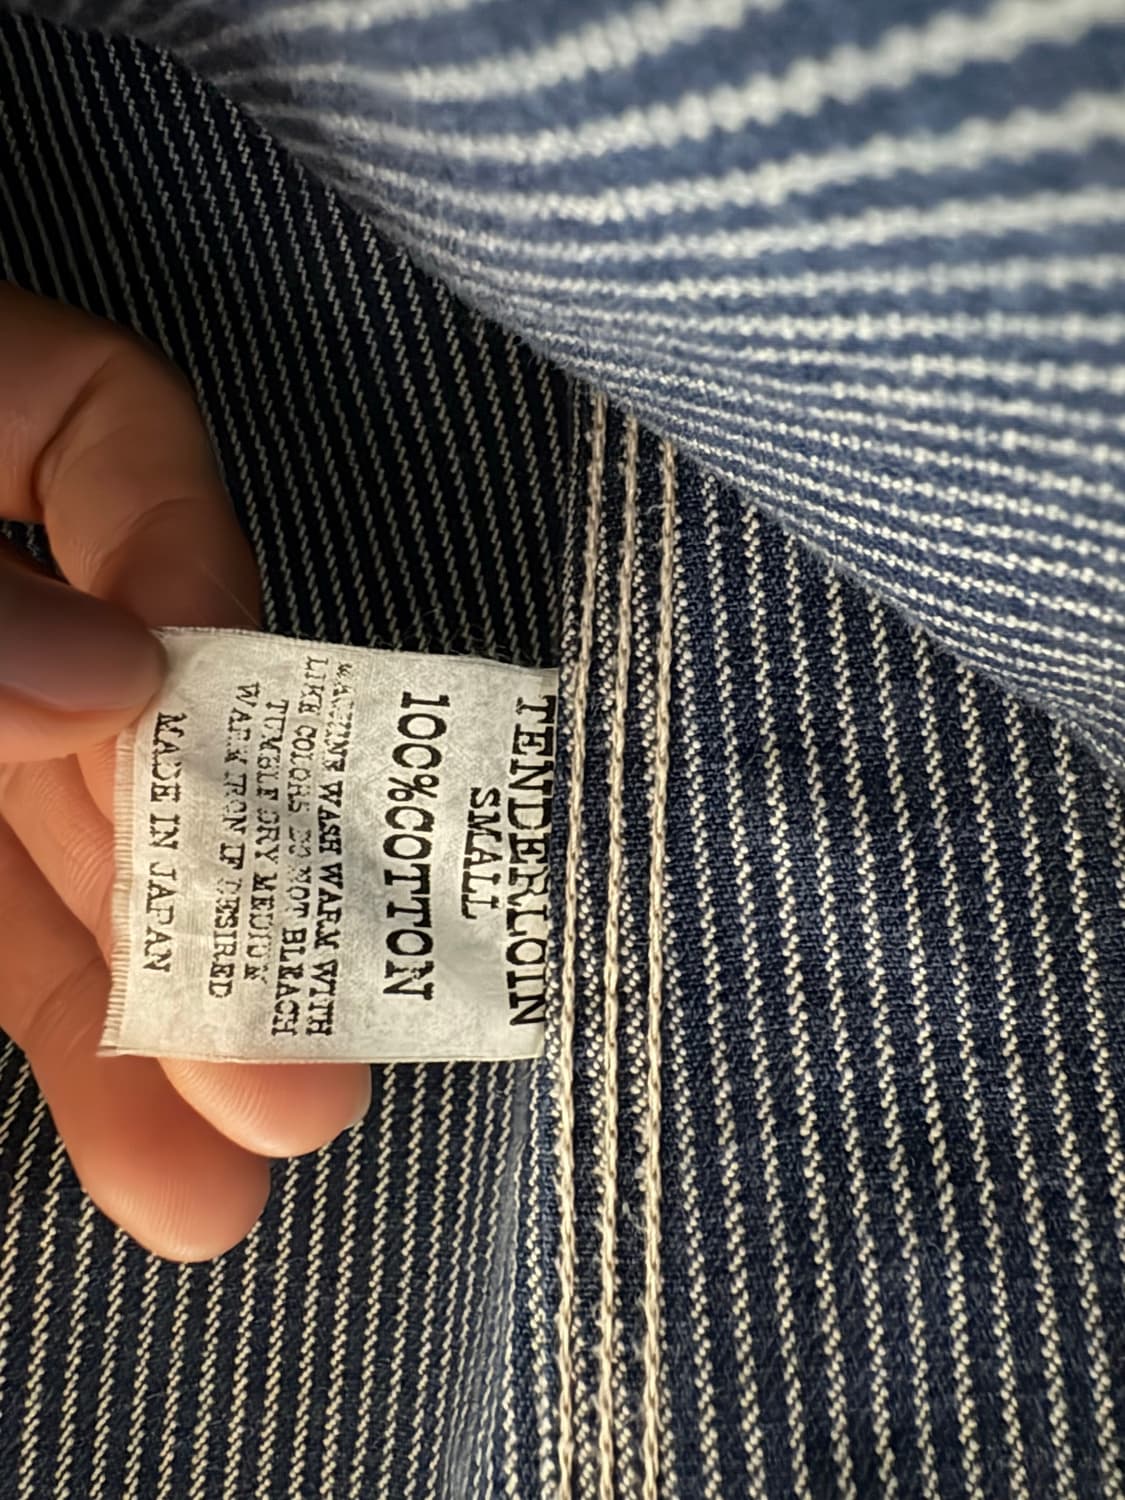 TENDERLOIN
SMALL
100%COTTON
WASH WARM WITH
LIKE COLORS DO NOT BLEACH
TUMBLE DRY MEDIUM
WARM IRON IF DESIRED
MADE IN JAPAN